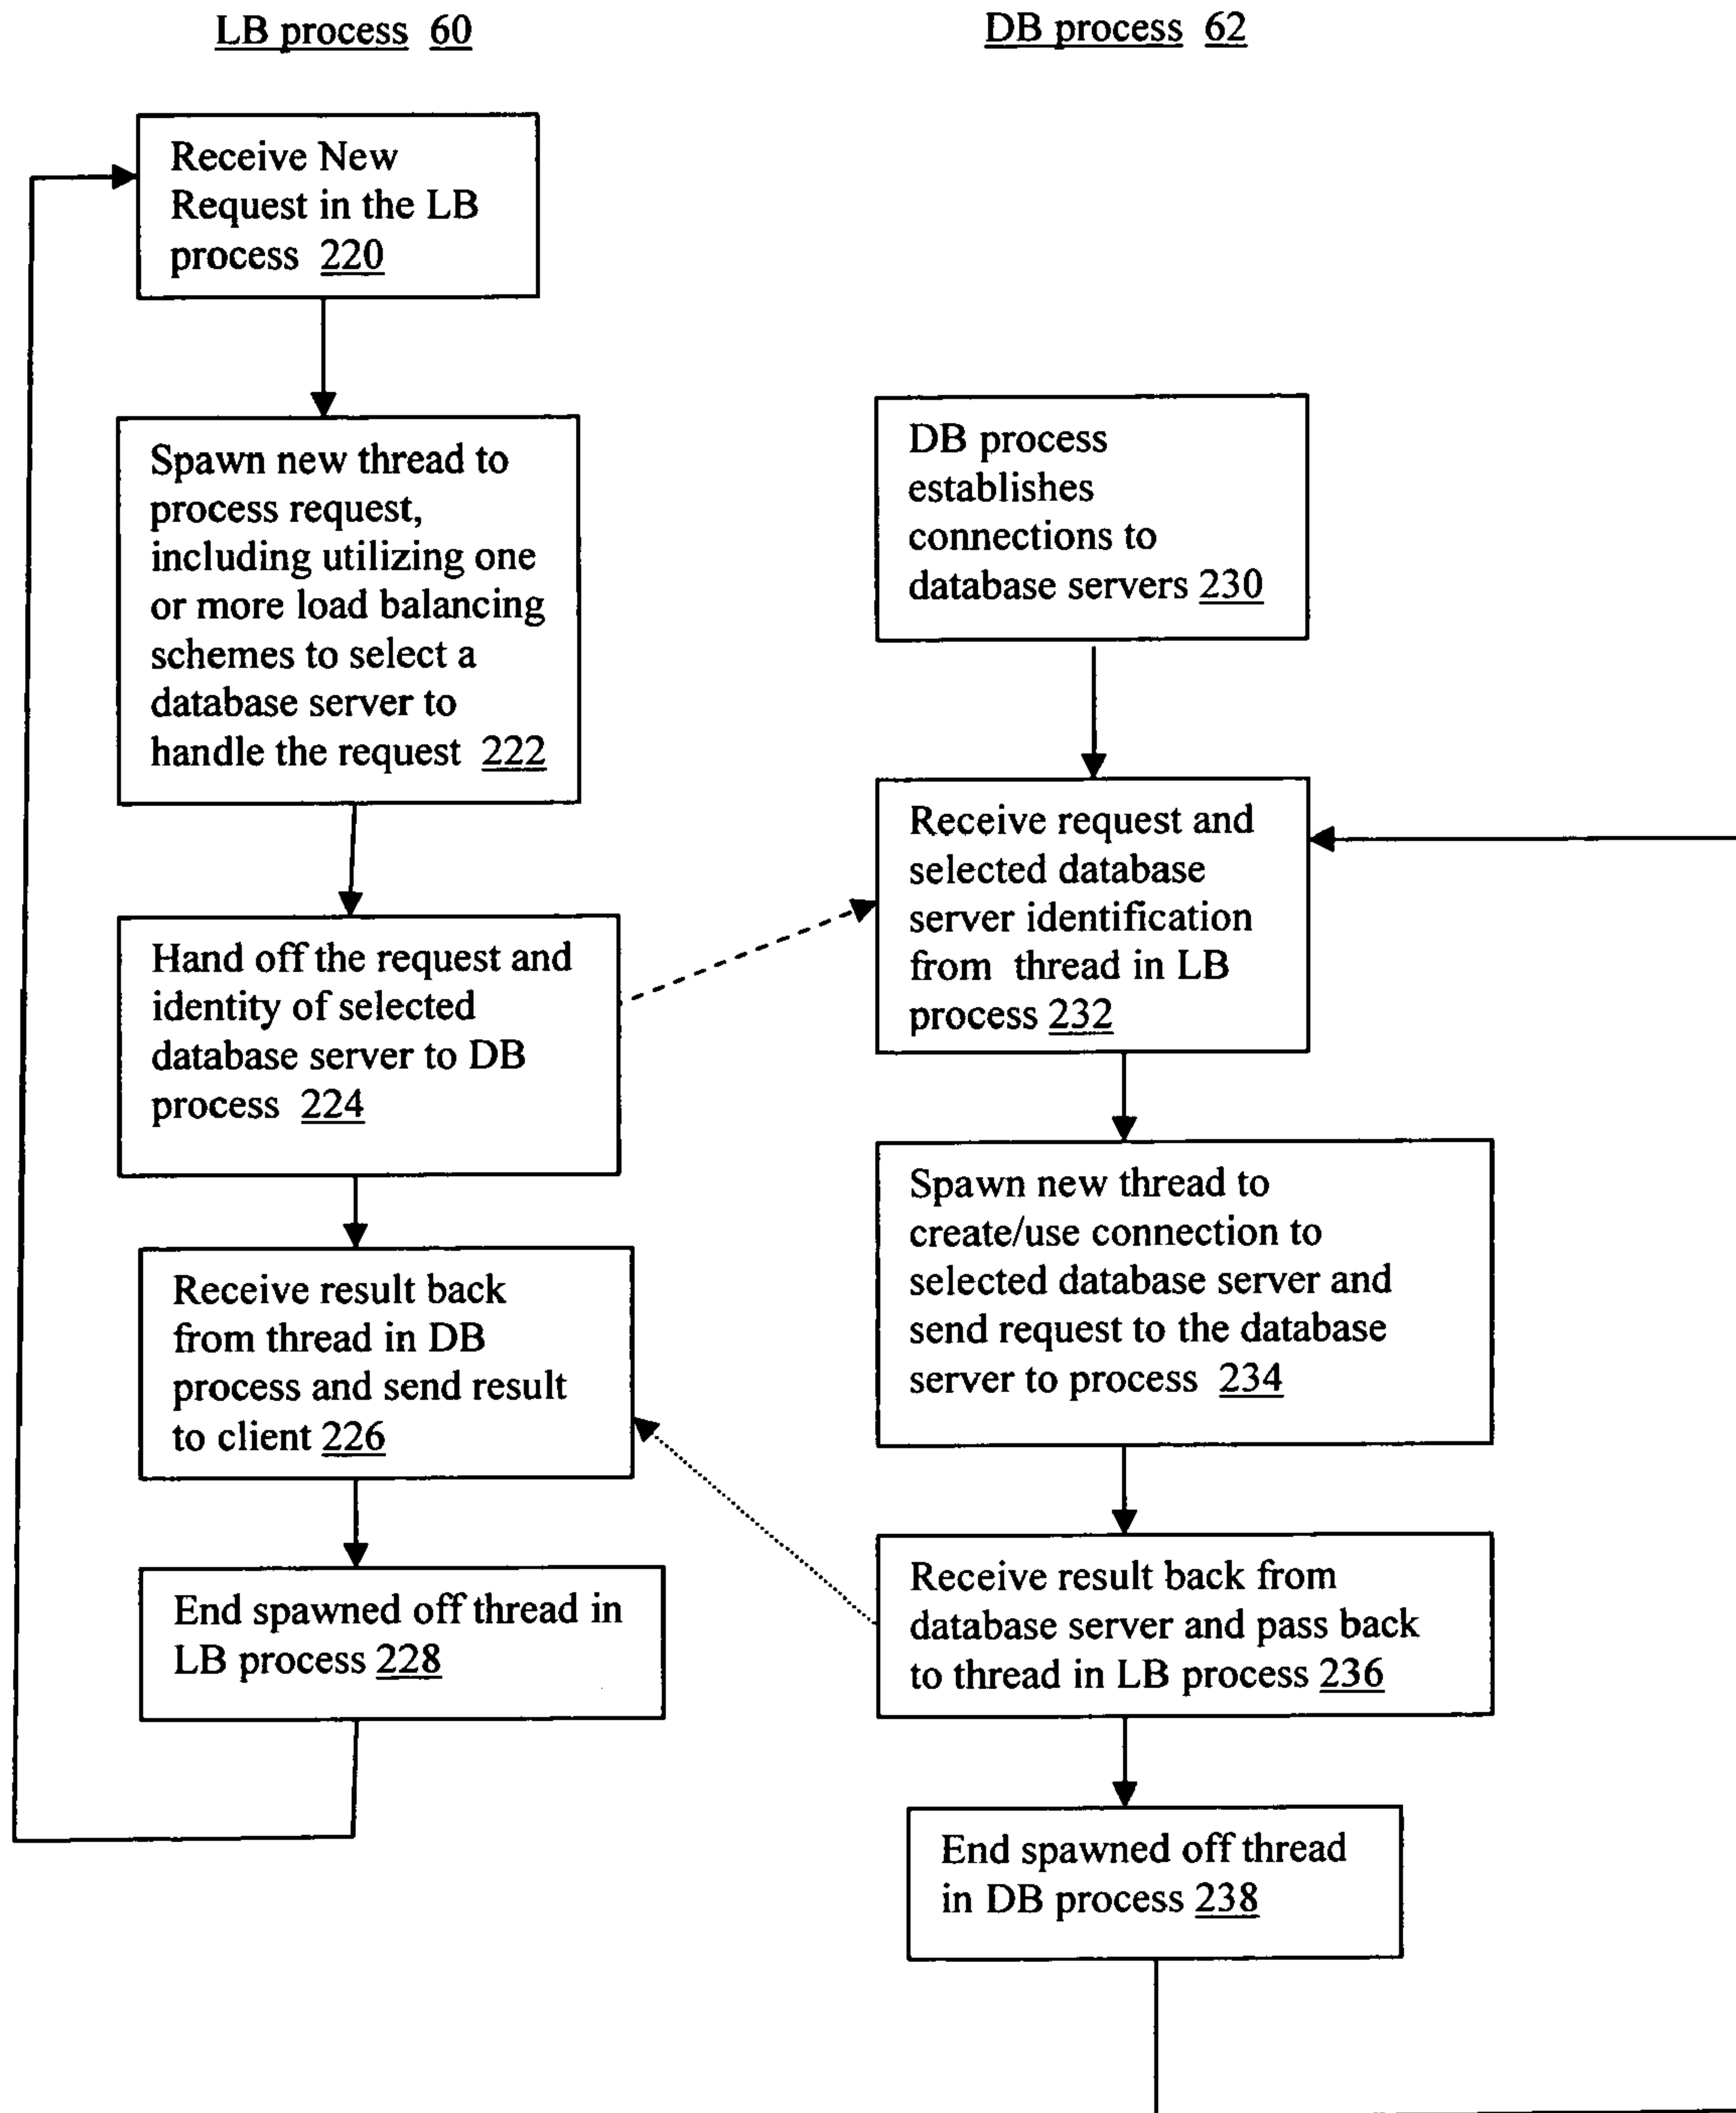 LB process 60
DB process 62
Receive New
Request in the LB
process 220
Spawn new thread to
process request,
including utilizing one
or more load balancing
schemes to select a
database server to
handle the request 222
Hand off the request and
identity of selected
database server to DB
process 224
Receive result back
from thread in DB
process and send result
to client 226
End spawned off thread in
LB process 228
DB process
establishes
connections to
database servers 230
Receive request and
selected database
server identification
from thread in LB
process 232
Spawn new thread to
create/use connection to
selected database server and
send request to the database
server to process 234
Receive result back from
database server and pass back
to thread in LB process 236
End spawned off thread
in DB process 238